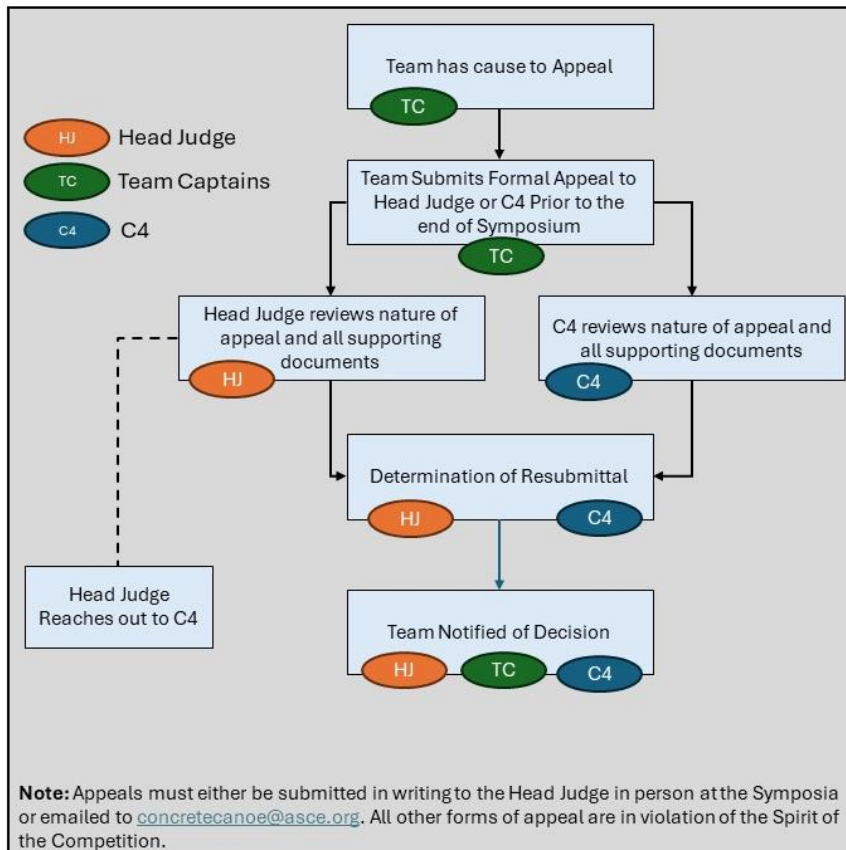 Team has cause to Appeal
TC
HJ Head Judge
TC Team Captains
C4 C4
Team Submits Formal Appeal to
Head Judge or C4 Prior to the
end of Symposium
TC
Head Judge reviews nature of
appeal and all supporting
documents
HJ
C4 reviews nature of appeal and
all supporting documents
C4
Determination of Resubmittal
HJ
C4
Head Judge
Reaches out to C4
Team Notified of Decision
HJ
TC
C4
Note: Appeals must either be submitted in writing to the Head Judge in person at the Symposia
or emailed to concretecanoe@asce.org. All other forms of appeal are in violation of the Spirit of
the Competition.